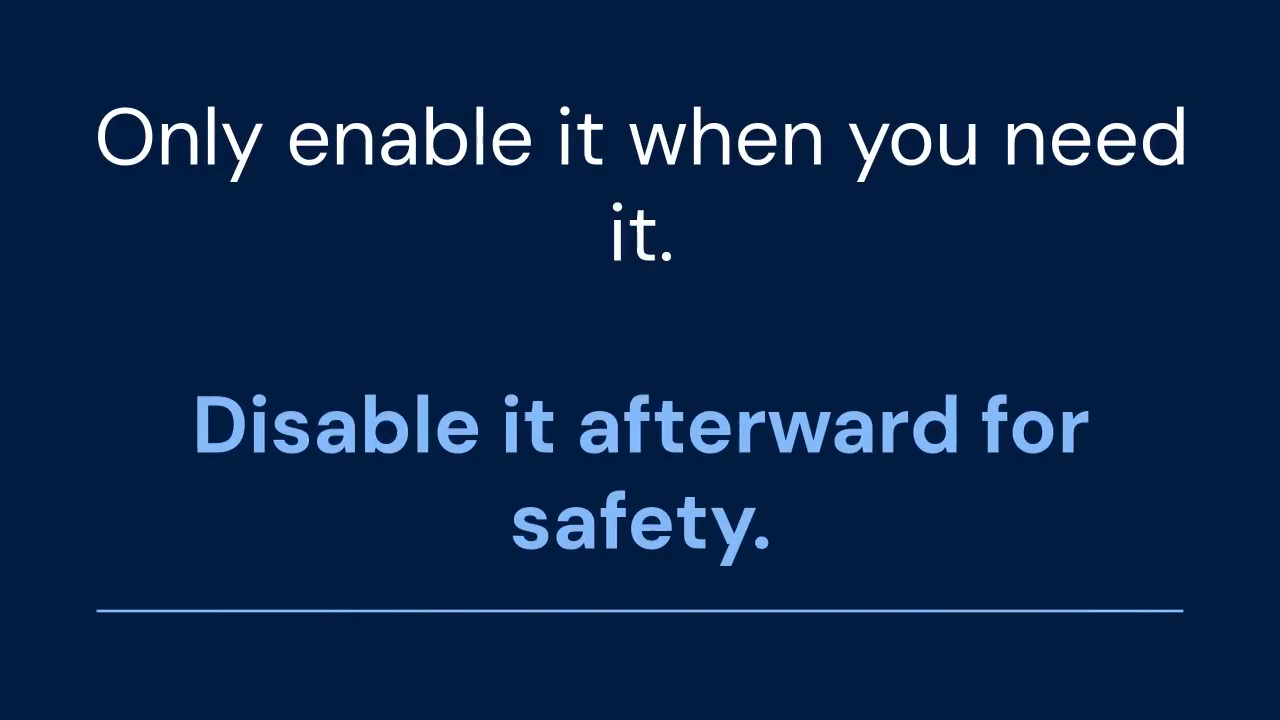 Only enable it when you need
it.
Disable it afterward for
safety.